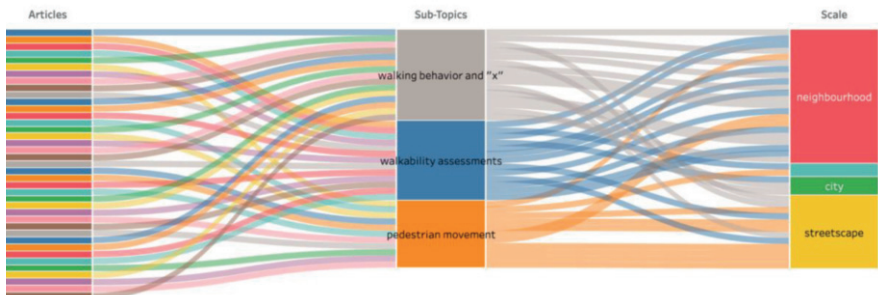 Articles
Sub-Topics
Scale
walking behavior and "x"
neighbourhood
walkability assessments
city
pedestrian movement
streetscape